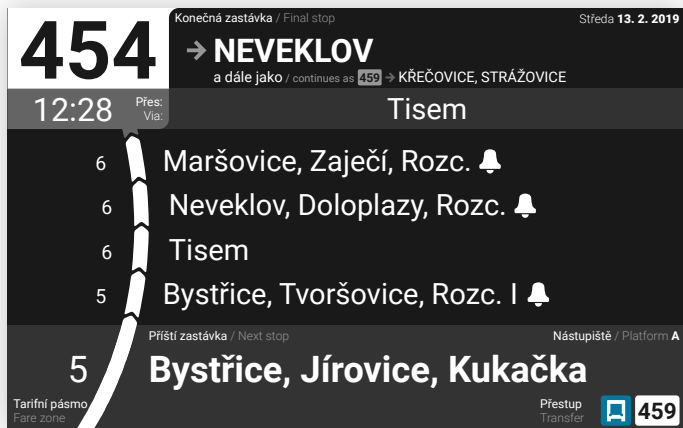 454
Konečná zastávka / Final stop
Středa 13. 2. 2019
→ NEVEKLOV
a dále jako / continues as 459 → KŘEČOVICE, STRÁŽOVICE
12:28
Přes:
Via:
Tisem
6 Maršovice, Zaječí, Rozc.
6 Neveklov, Doloplazy, Rozc.
6 Tisem
5 Bystřice, Tvoršovice, Rozc. I
Příští zastávka / Next stop
Nástupiště / Platform A
5 Bystřice, Jírovice, Kukačka
Tarifní pásmo
Fare zone
Přestup
Transfer
459